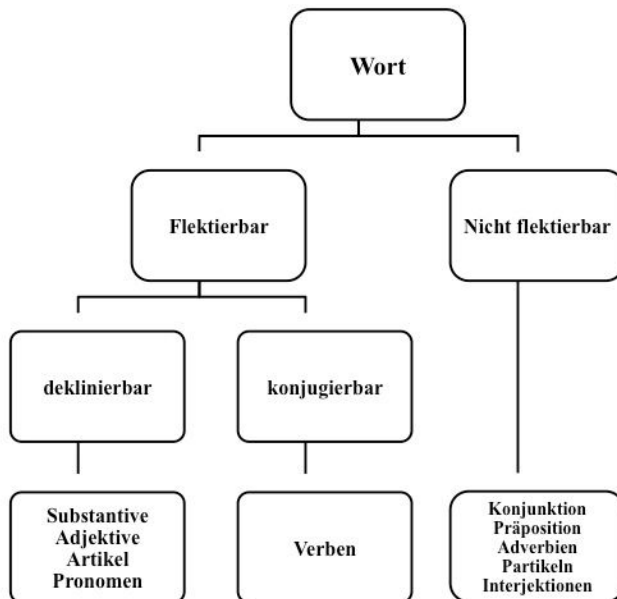 Wort
Flektierbar
Nicht flektierbar
deklinierbar
konjugierbar
Substantive
Adjektive
Artikel
Pronomen
Verben
Konjunktion
Präposition
Adverbien
Partikeln
Interjektionen